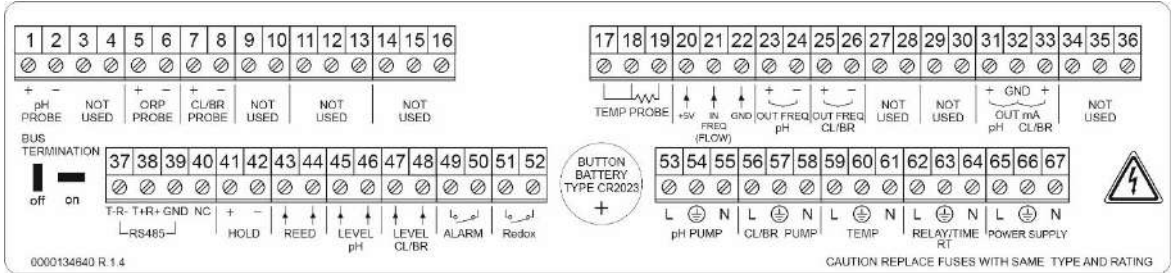 1 2 3 4 5 6 7 8 9 10 11 12 13 14 15 16
+ − + − + −
pH PROBE
NOT USED
ORP PROBE
CL/BR PROBE
NOT USED
NOT USED
NOT USED
17 18 19 20 21 22 23 24 25 26 27 28 29 30 31 32 33 34 35 36
TEMP PROBE
+5V
IN FREQ (FLOW)
GND
+ −
OUT FREQ
pH
+ −
OUT FREQ
CL/BR
NOT USED
NOT USED
+ GND +
OUT mA
pH CL/BR
NOT USED
BUS
TERMINATION
off on
37 38 39 40 41 42 43 44 45 46 47 48 49 50 51 52
T-R- T+R+ GND NC + −
RS485
HOLD
REED
LEVEL
pH
LEVEL
CL/BR
ALARM
Redox
BUTTON
BATTERY
TYPE CR2023
+
53 54 55 56 57 58 59 60 61 62 63 64 65 66 67
L N L N L N L N L N
pH PUMP
CL/BR PUMP
TEMP
RELAY/TIME
RT
POWER SUPPLY
0000134640 R.1.4
CAUTION REPLACE FUSES WITH SAME TYPE AND RATING